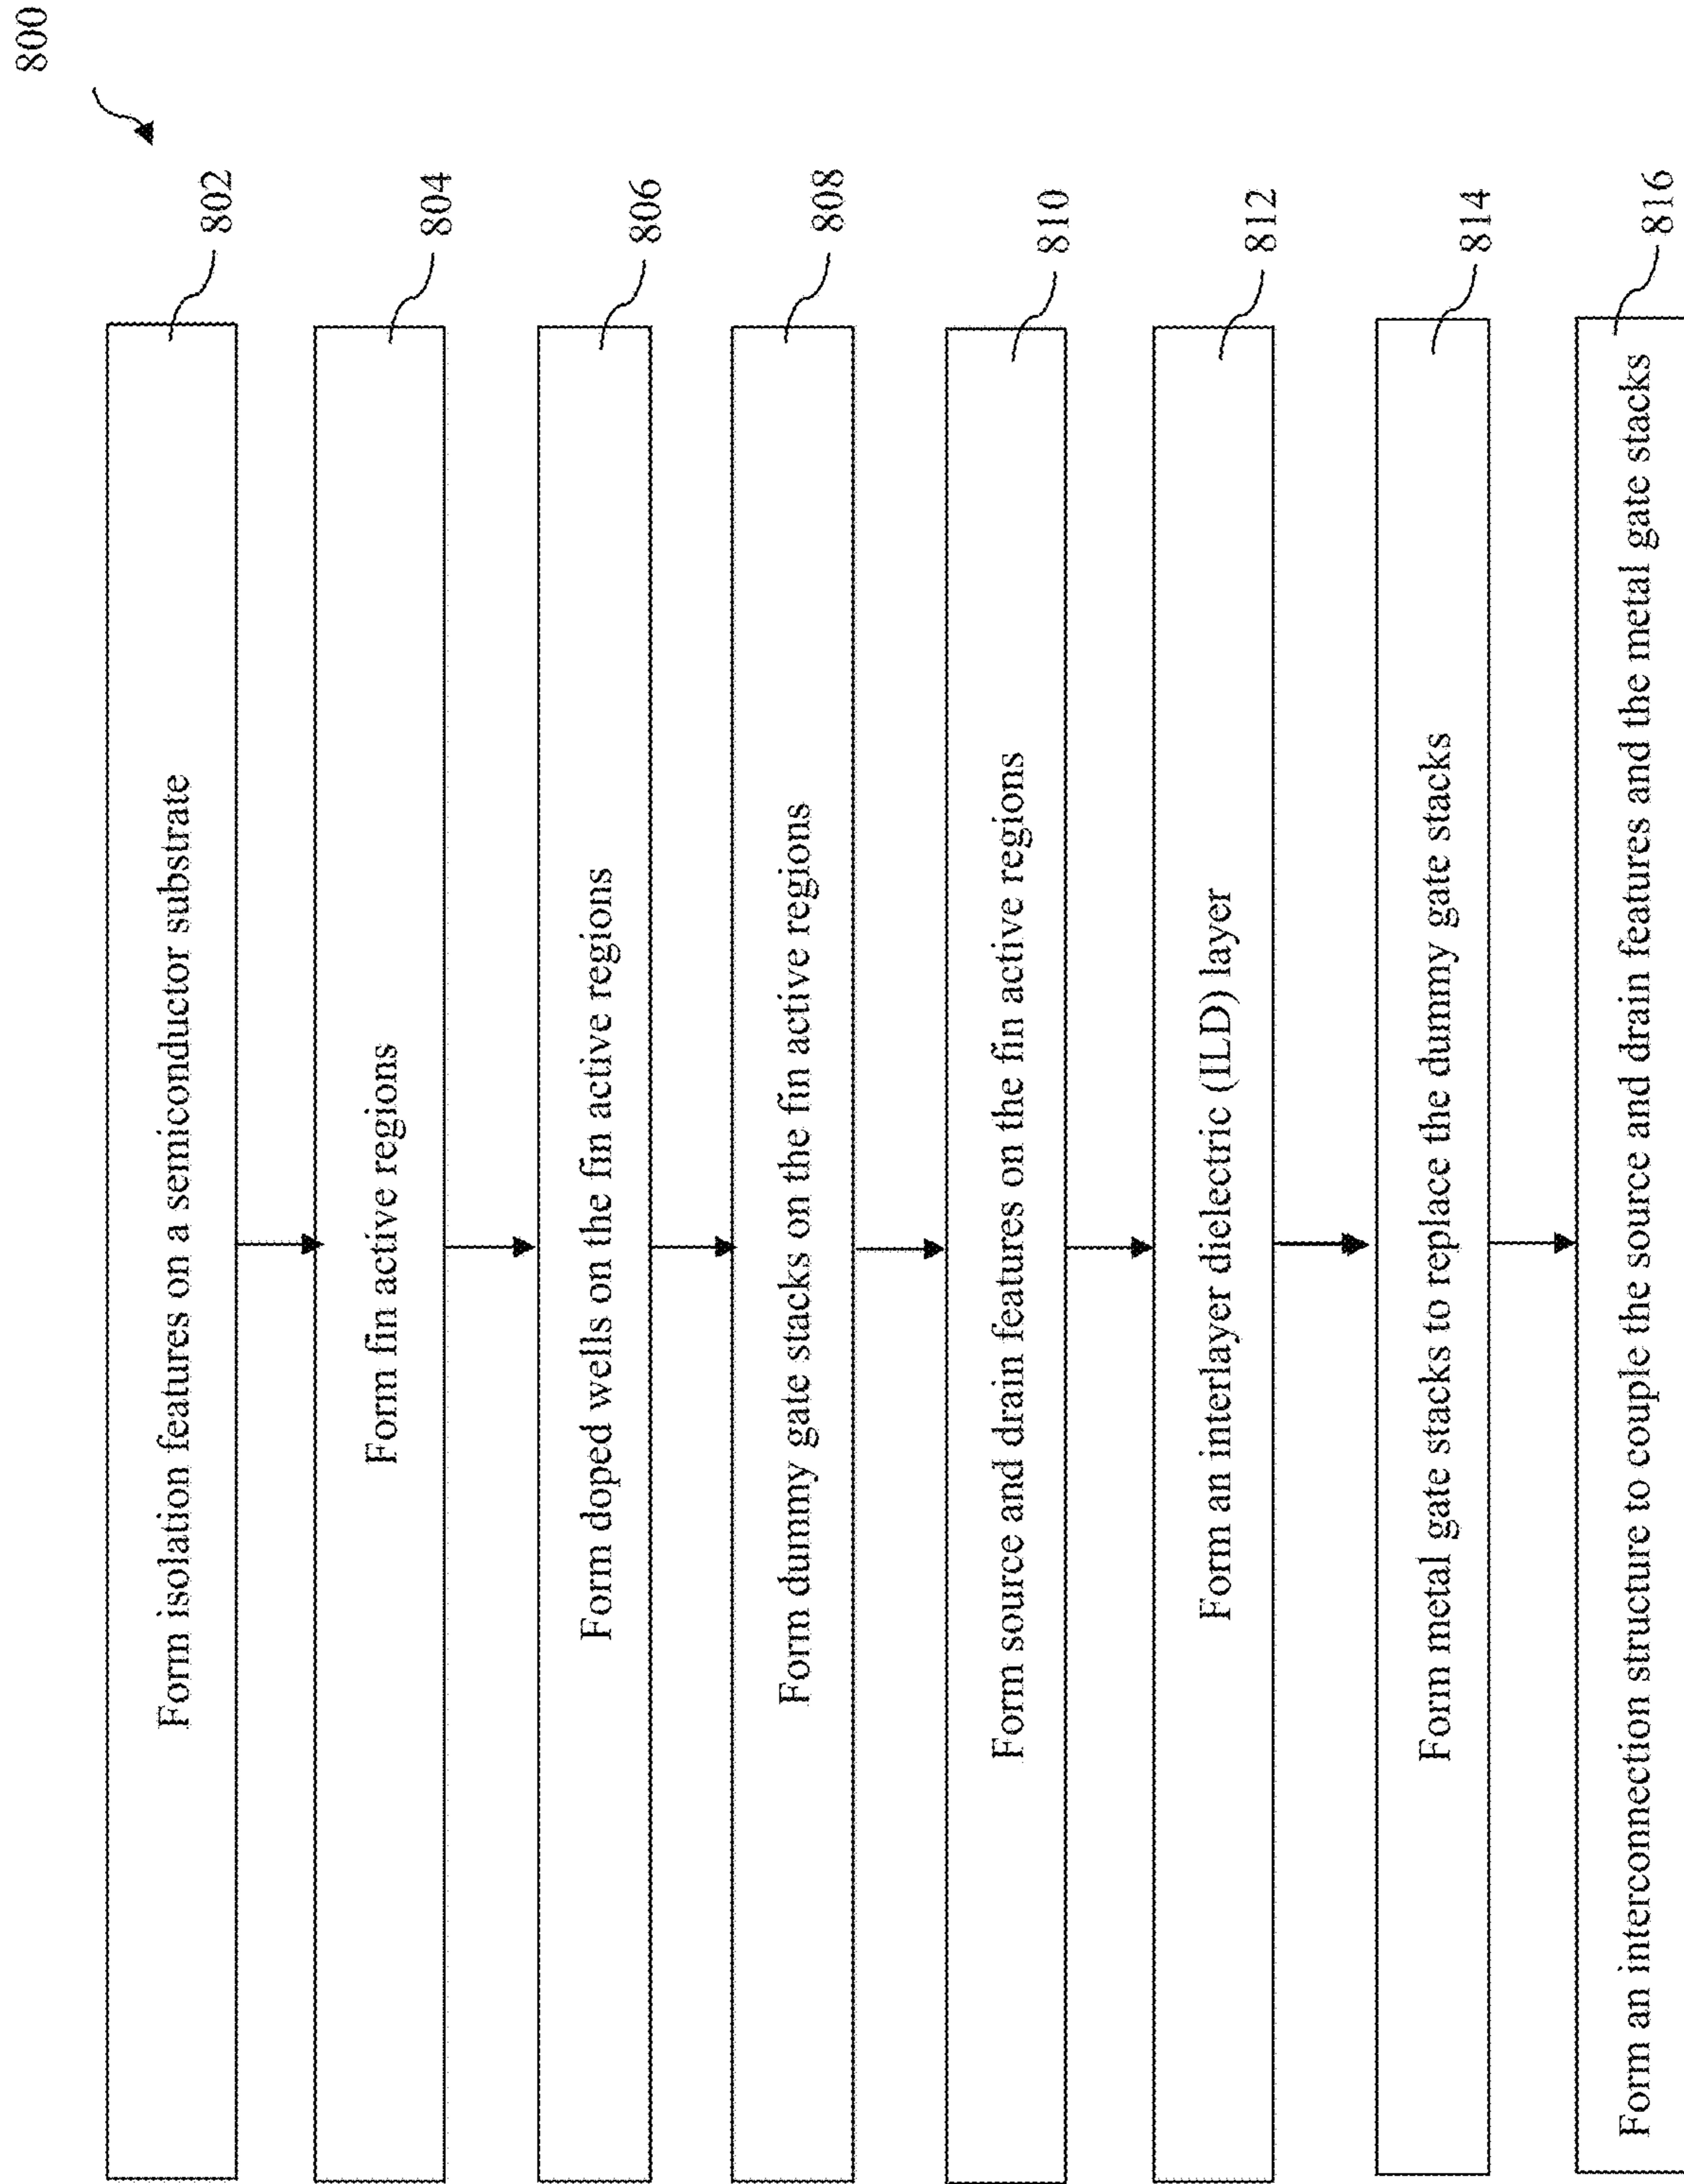 800
Form isolation features on a semiconductor substrate
802
Form fin active regions
804
Form doped wells on the fin active regions
806
Form dummy gate stacks on the fin active regions
808
Form source and drain features on the fin active regions
810
Form an interlayer dielectric (ILD) layer
812
Form metal gate stacks to replace the dummy gate stacks
814
Form an interconnection structure to couple the source and drain features and the metal gate stacks
816